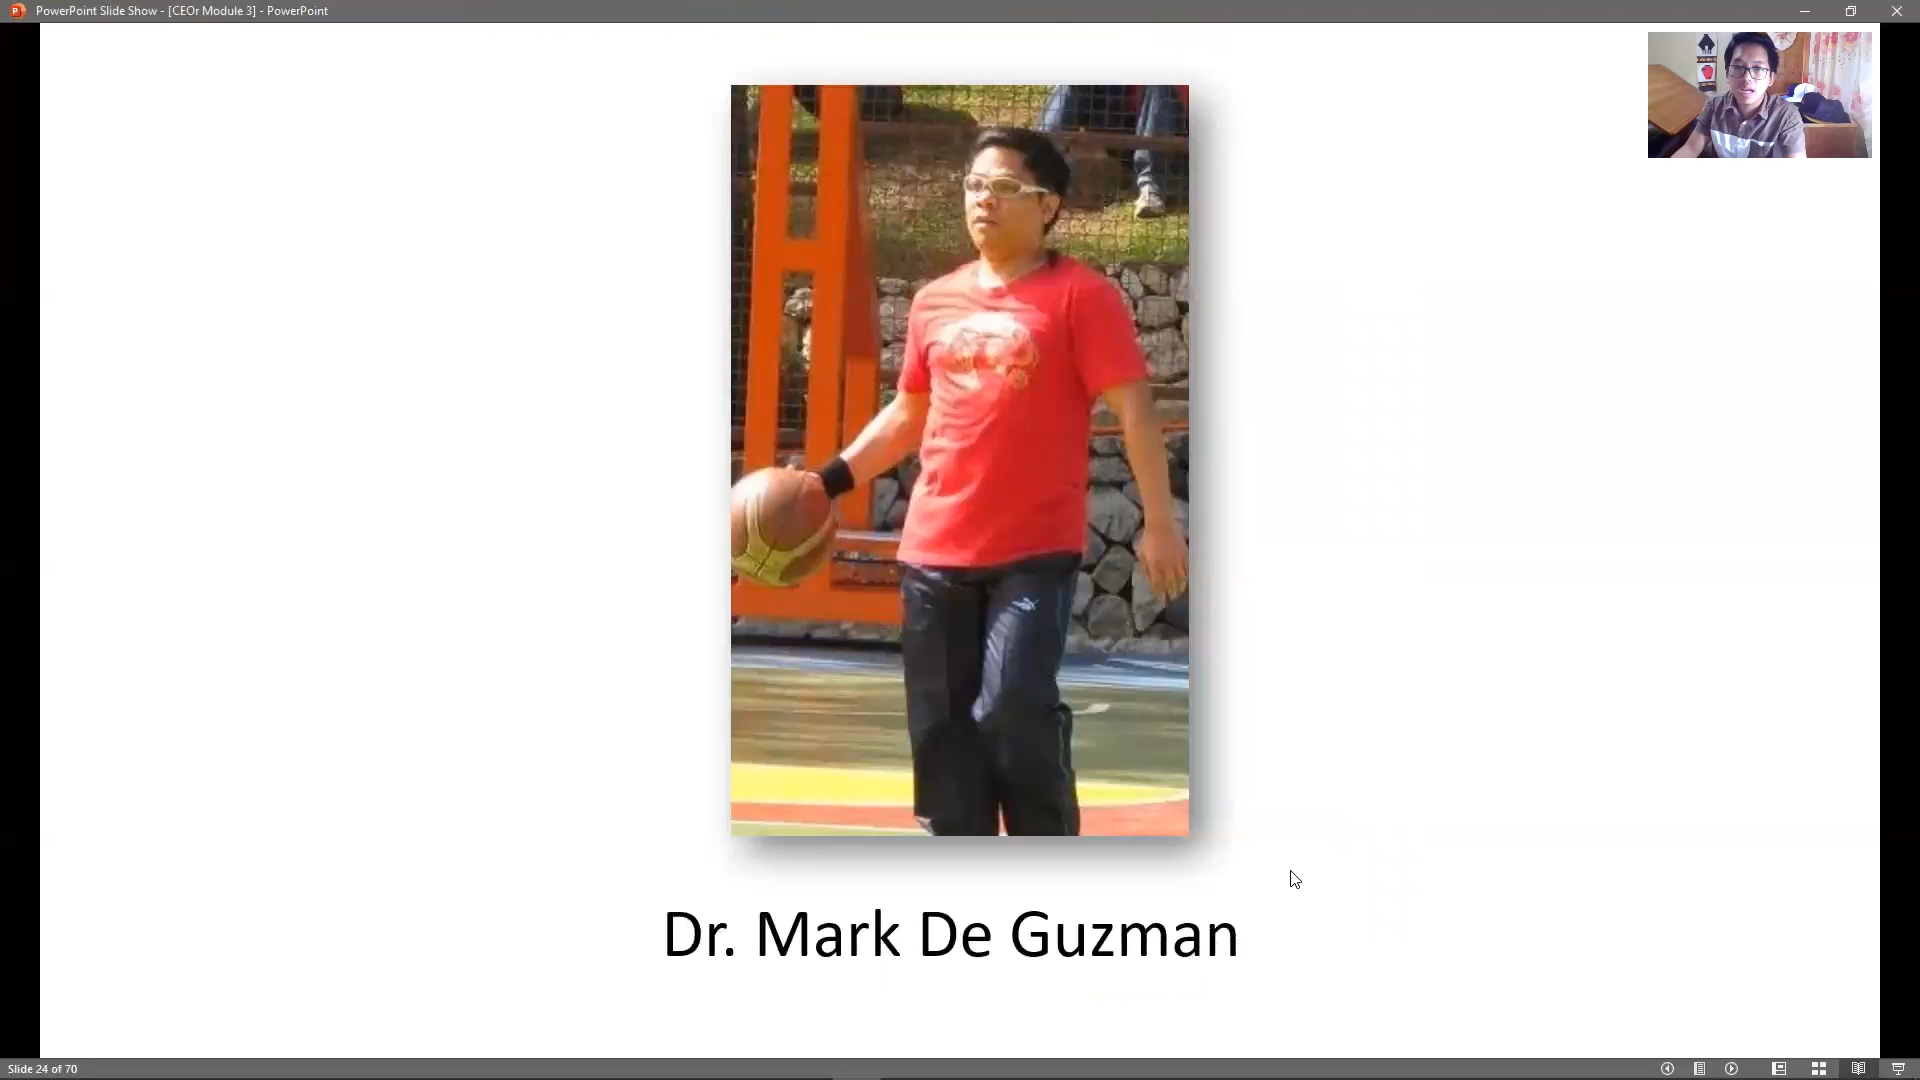 PowerPoint Slide Show - [CEOr Module 3] - PowerPoint
Dr. Mark De Guzman
Slide 24 of 70